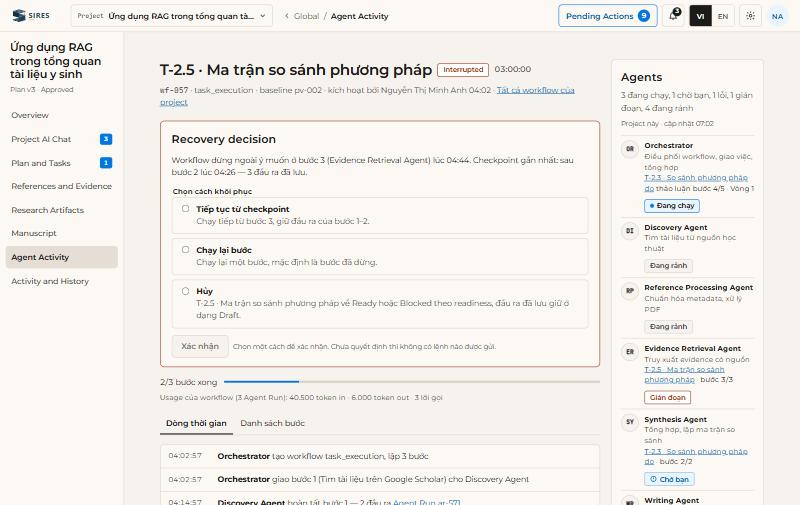 SIRES
Project Ứng dụng RAG trong tổng quan tà...
Global / Agent Activity
Pending Actions 9
3
VI EN
NA
Ứng dụng RAG trong tổng quan tài liệu y sinh
Plan v3 · Approved
Overview
Project AI Chat 3
Plan and Tasks 1
References and Evidence
Research Artifacts
Manuscript
Agent Activity
Activity and History
T-2.5 · Ma trận so sánh phương pháp Interrupted 03:00:00
wf-057 · task_execution · baseline pv-002 · kích hoạt bởi Nguyễn Thị Minh Anh 04:02 · Tất cả workflow của
project
Recovery decision
Workflow dừng ngoài ý muốn ở bước 3 (Evidence Retrieval Agent) lúc 04:44. Checkpoint gần nhất: sau
bước 2 lúc 04:26 — 3 đầu ra đã lưu.
Chọn cách khôi phục
Tiếp tục từ checkpoint
Chạy tiếp từ bước 3, giữ đầu ra của bước 1–2.
Chạy lại bước
Chạy lại một bước, mặc định là bước đã dừng.
Hủy
T-2.5 · Ma trận so sánh phương pháp về Ready hoặc Blocked theo readiness, đầu ra đã lưu giữ ở
dạng Draft.
Xác nhận Chọn một cách để xác nhận. Chưa quyết định thì không có lệnh nào được gửi.
2/3 bước xong
Usage của workflow (3 Agent Run): 40.500 token in · 6.000 token out · 3 lời gọi
Dòng thời gian Danh sách bước
04:02:57 Orchestrator tạo workflow task_execution, lập 3 bước
04:02:57 Orchestrator giao bước 1 (Tìm tài liệu trên Google Scholar) cho Discovery Agent
04:14:57 Discovery Agent hoàn tất bước 1 — 2 đầu ra Agent Run ar-571
Agents
3 đang chạy, 1 chờ bạn, 1 lỗi, 1 gián
đoạn, 4 đang rảnh
Project này · cập nhật 07:02
OR Orchestrator
Điều phối workflow, giao việc,
tổng hợp
T-2.3 · So sánh phương pháp
do thảo luận bước 4/5 · Vòng 1
Đang chạy
DI Discovery Agent
Tìm tài liệu từ nguồn học
thuật
Đang rảnh
RP Reference Processing Agent
Chuẩn hóa metadata, xử lý
PDF
Đang rảnh
ER Evidence Retrieval Agent
Truy xuất evidence có nguồn
T-2.5 · Ma trận so sánh
phương pháp · bước 3/3
Gián đoạn
SY Synthesis Agent
Tổng hợp, lập ma trận so
sánh
T-2.3 · So sánh phương pháp
do · bước 2/2
Chờ bạn
WR Writing Agent